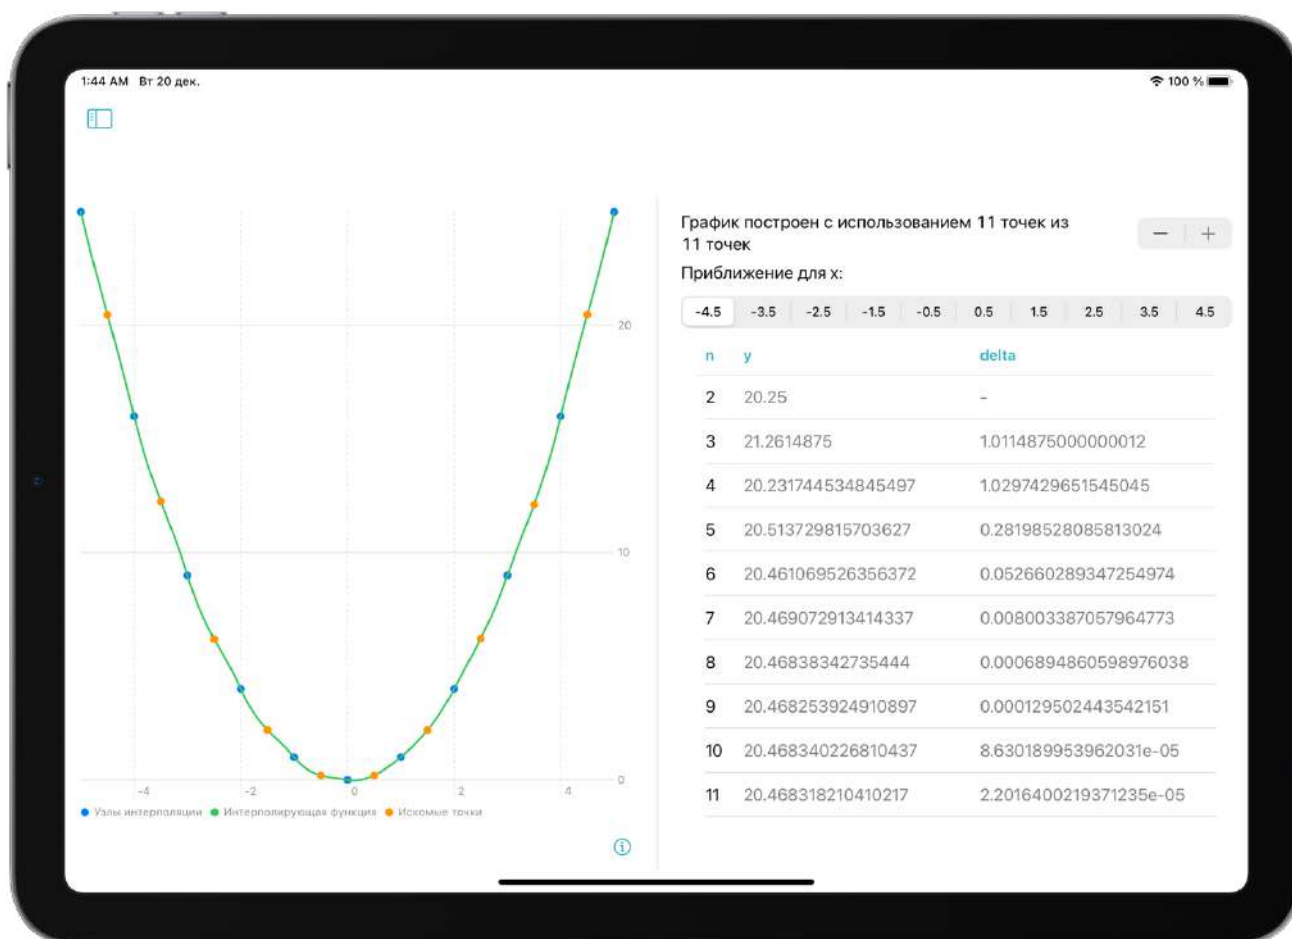 1:44 AM Вт 20 дек.
100 %
20
10
0
-4
-2
0
2
4
Узлы интерполяции Интерполирующая функция Искомые точки
График построен с использованием 11 точек из
11 точек
− +
Приближение для x:
-4.5 -3.5 -2.5 -1.5 -0.5 0.5 1.5 2.5 3.5 4.5
n y delta
2 20.25 -
3 21.2614875 1.0114875000000012
4 20.231744534845497 1.0297429651545045
5 20.513729815703627 0.28198528085813024
6 20.461069526356372 0.052660289347254974
7 20.469072913414337 0.008003387057964773
8 20.46838342735444 0.0006894860598976038
9 20.468253924910897 0.000129502443542151
10 20.468340226810437 8.630189953962031e-05
11 20.468318210410217 2.2016400219371235e-05